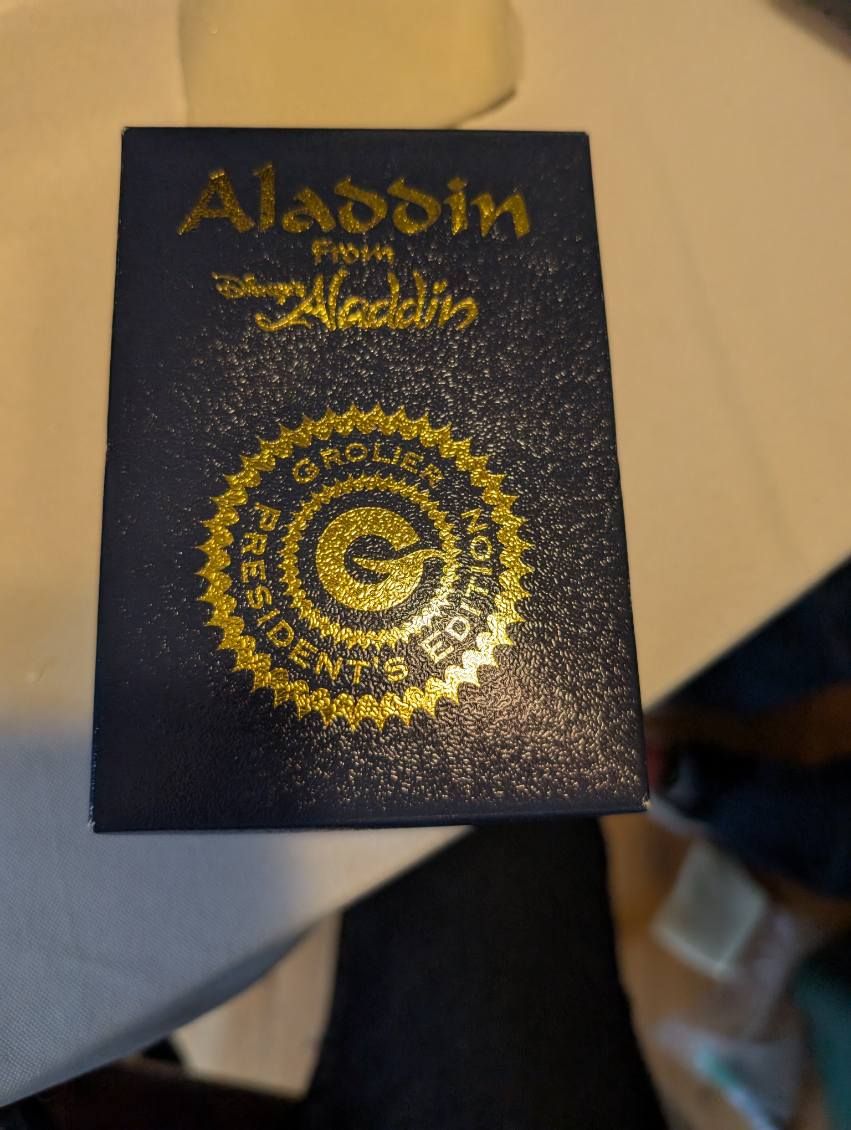 Aladdin
From
Disney's Aladdin
GROLIER
PRESIDENT'S EDITION
G